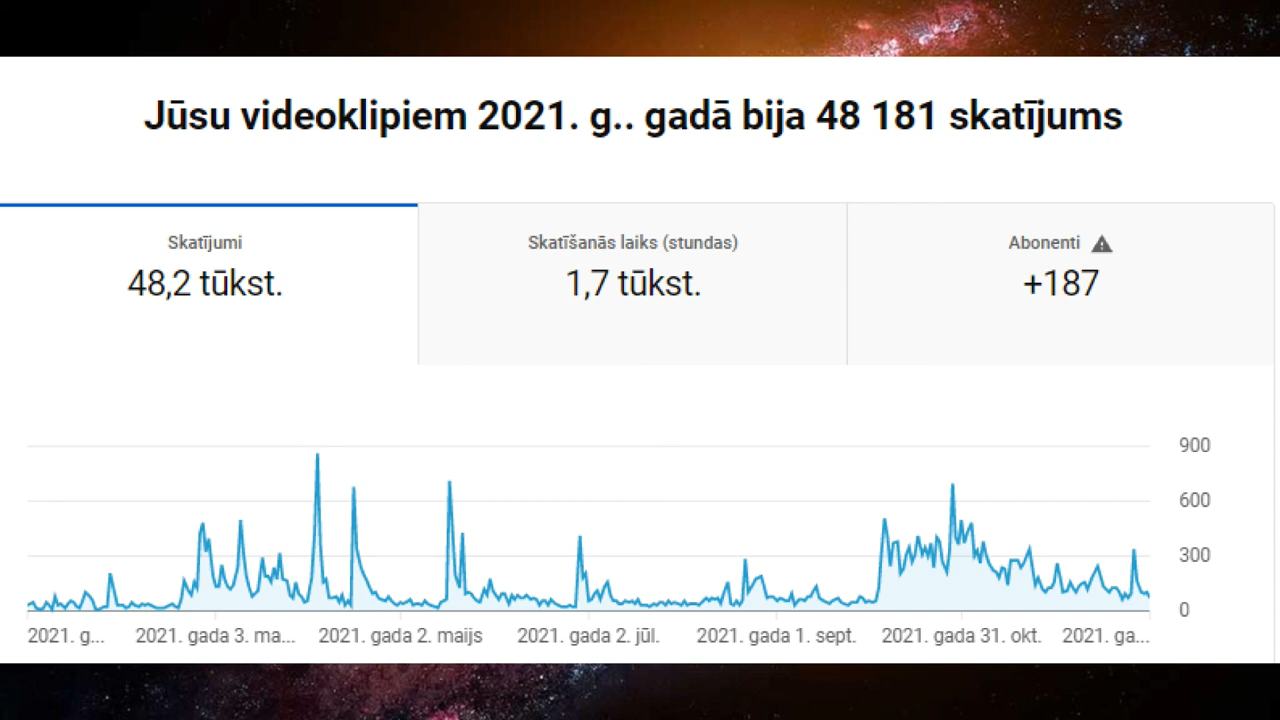 Jūsu videoklipiem 2021. g.. gadā bija 48 181 skatījums
Skatījumi
48,2 tūkst.
Skatīšanās laiks (stundas)
1,7 tūkst.
Abonenti
+187
900
600
300
0
2021. g... 2021. gada 3. ma... 2021. gada 2. maijs 2021. gada 2. jūl. 2021. gada 1. sept. 2021. gada 31. okt. 2021. ga...